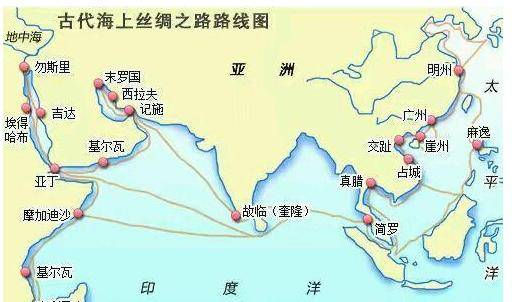 古代海上丝绸之路路线图
地中海
勿斯里
末罗国
西拉夫
记施
亚洲
明州
太
平
洋
埃得
哈布
吉达
基尔瓦
亚丁
广州
交趾
崖州
麻逸
占城
真腊
摩加迪沙
故临(奎隆)
简罗
基尔瓦
印度洋